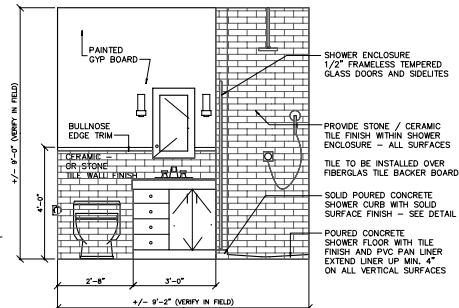 PAINTED
GYP BOARD
BULLNOSE
EDGE TRIM
CERAMIC –
OR STONE
TILE WALL FINISH
+/– 9'-0" (VERIFY IN FIELD)
4'-0"
2'-8"
3'-0"
+/– 9'-2" (VERIFY IN FIELD)
SHOWER ENCLOSURE
1/2" FRAMELESS TEMPERED
GLASS DOORS AND SIDELITES
PROVIDE STONE / CERAMIC
TILE FINISH WITHIN SHOWER
ENCLOSURE – ALL SURFACES
TILE TO BE INSTALLED OVER
FIBERGLAS TILE BACKER BOARD
SOLID POURED CONCRETE
SHOWER CURB WITH SOLID
SURFACE FINISH – SEE DETAIL
POURED CONCRETE
SHOWER FLOOR WITH TILE
FINISH AND PVC PAN LINER
EXTEND LINER UP MIN. 4"
ON ALL VERTICAL SURFACES